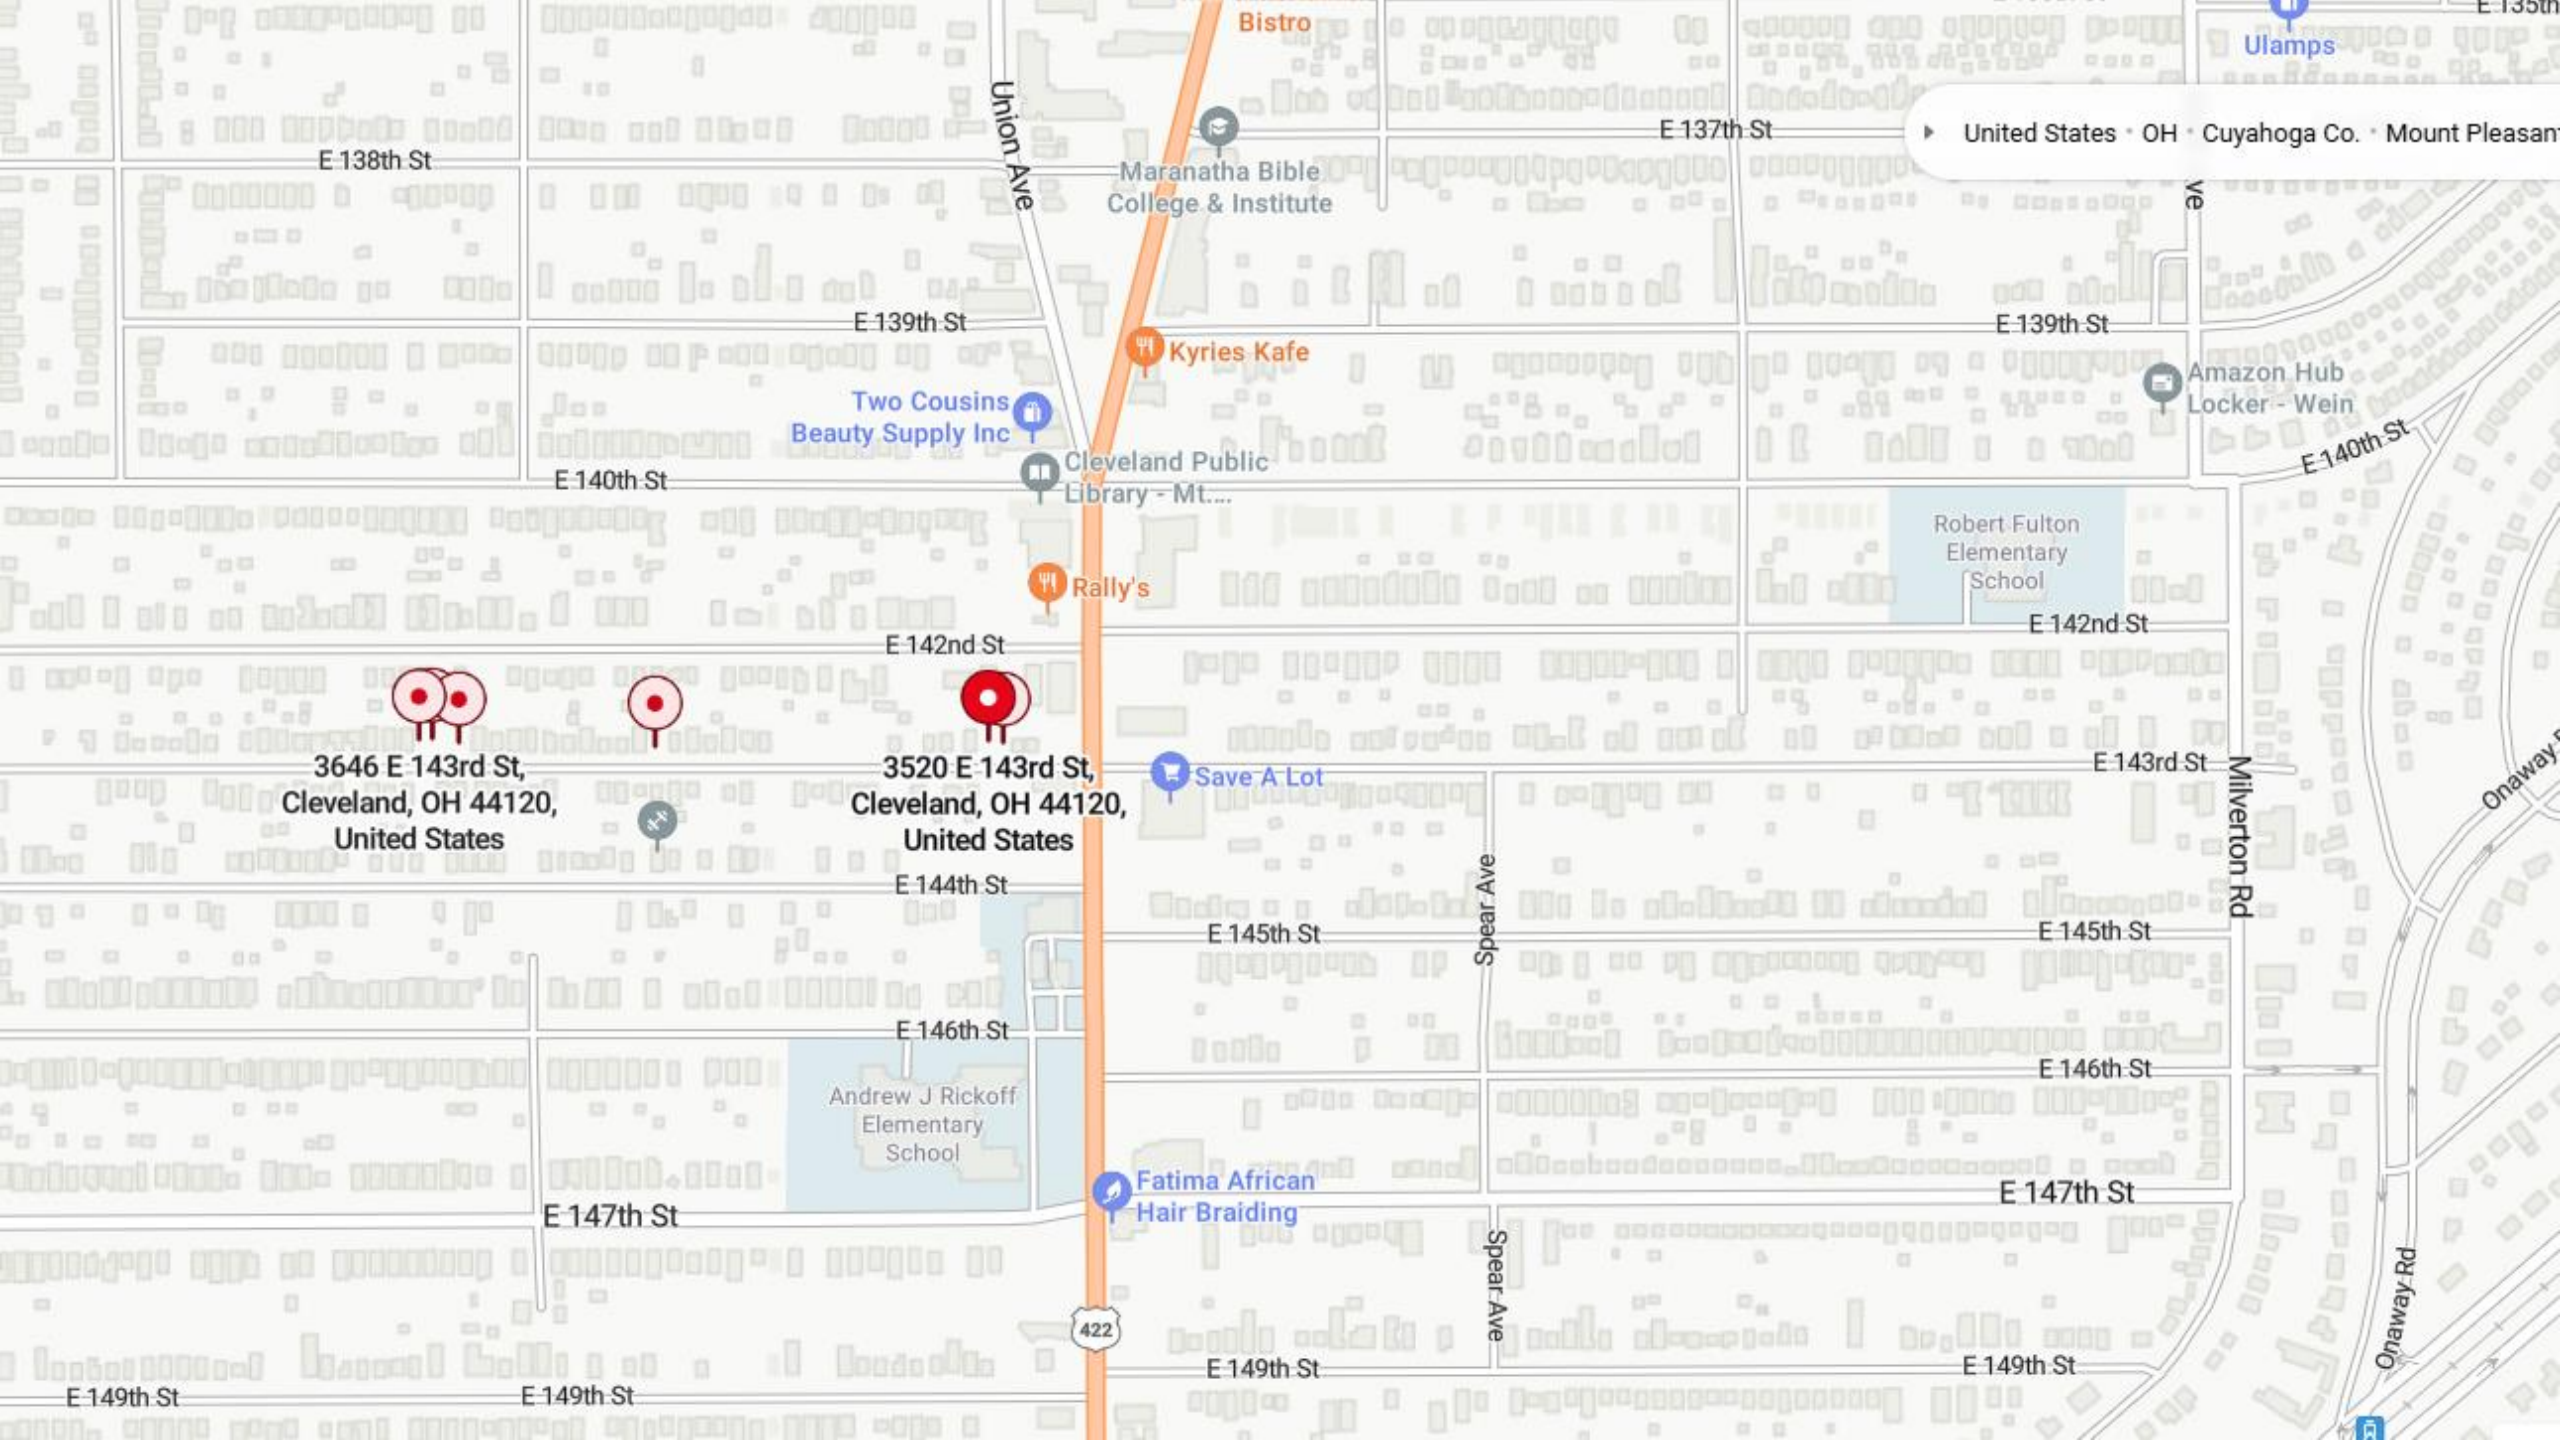 Bistro
Ulamps
E 135th
Union Ave
E 137th St
United States • OH • Cuyahoga Co. • Mount Pleasant
E 138th St
Maranatha Bible
College & Institute
E 139th St
E 139th St
Kyries Kafe
Two Cousins
Beauty Supply Inc
Amazon Hub
Locker - Wein
Cleveland Public
Library - Mt....
E 140th St
E 140th St
Robert Fulton
Elementary
School
Rally's
E 142nd St
E 142nd St
3646 E 143rd St,
Cleveland, OH 44120,
United States
3520 E 143rd St,
Cleveland, OH 44120,
United States
Save A Lot
E 143rd St
Milverton Rd
Onaway
E 144th St
Spear Ave
E 145th St
E 145th St
E 146th St
E 146th St
Andrew J Rickoff
Elementary
School
Fatima African
Hair Braiding
E 147th St
E 147th St
Spear Ave
Onaway Rd
422
E 149th St
E 149th St
E 149th St
E 149th St